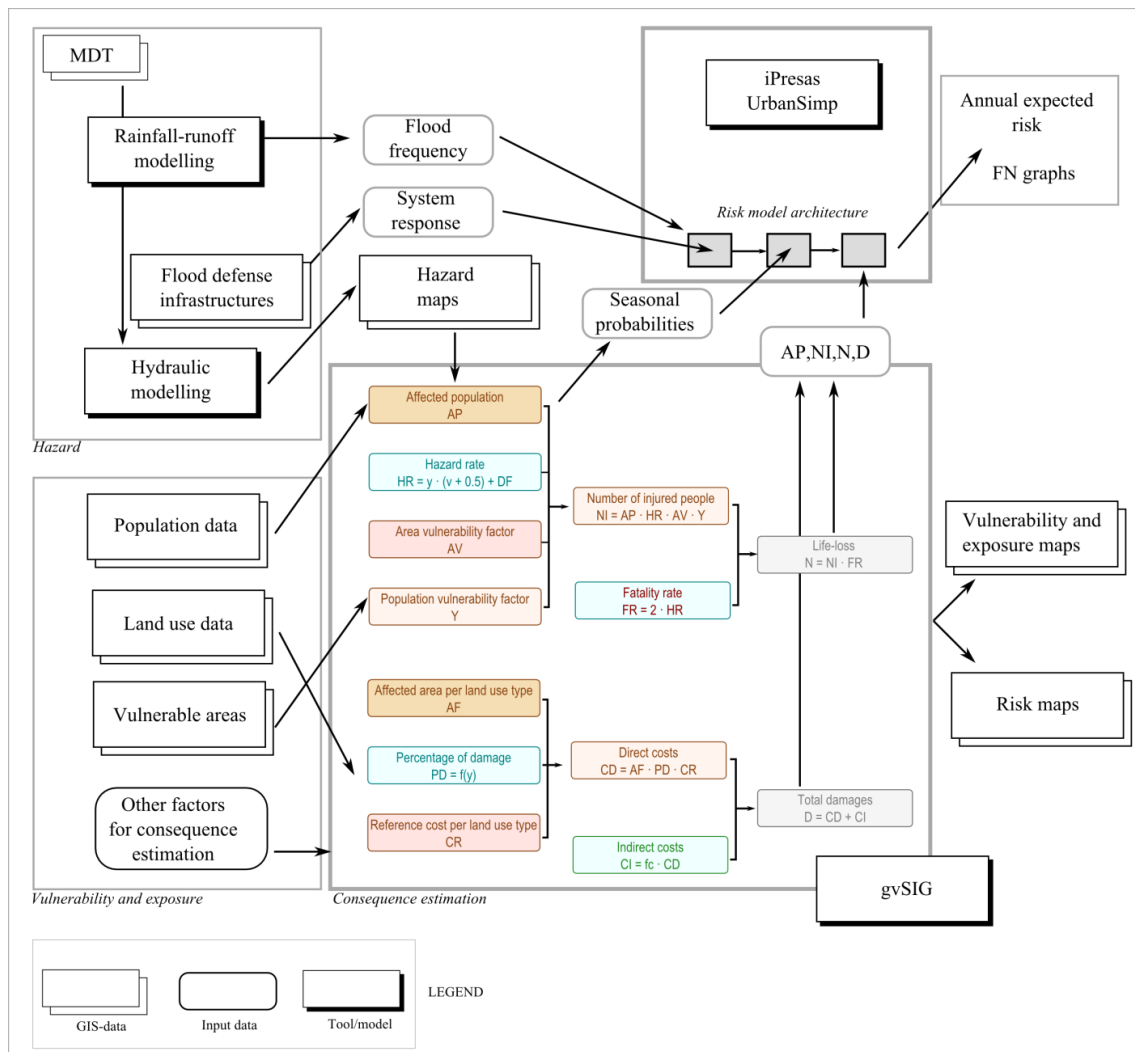 MDT
Rainfall-runoff
modelling
Flood defense
infrastructures
Hydraulic
modelling
Hazard
Flood
frequency
System
response
Hazard
maps
Seasonal
probabilities
iPresas
UrbanSimp
Risk model architecture
Annual expected
risk
FN graphs
AP,NI,N,D
Population data
Land use data
Vulnerable areas
Other factors
for consequence
estimation
Vulnerability and exposure
Affected population
AP
Hazard rate
HR = y · (v + 0.5) + DF
Area vulnerability factor
AV
Population vulnerability factor
Y
Number of injured people
NI = AP · HR · AV · Y
Fatality rate
FR = 2 · HR
Life-loss
N = NI · FR
Affected area per land use type
AF
Percentage of damage
PD = f(y)
Reference cost per land use type
CR
Direct costs
CD = AF · PD · CR
Indirect costs
CI = fc · CD
Total damages
D = CD + CI
Consequence estimation
gvSIG
Vulnerability and
exposure maps
Risk maps
GIS-data
Input data
Tool/model
LEGEND